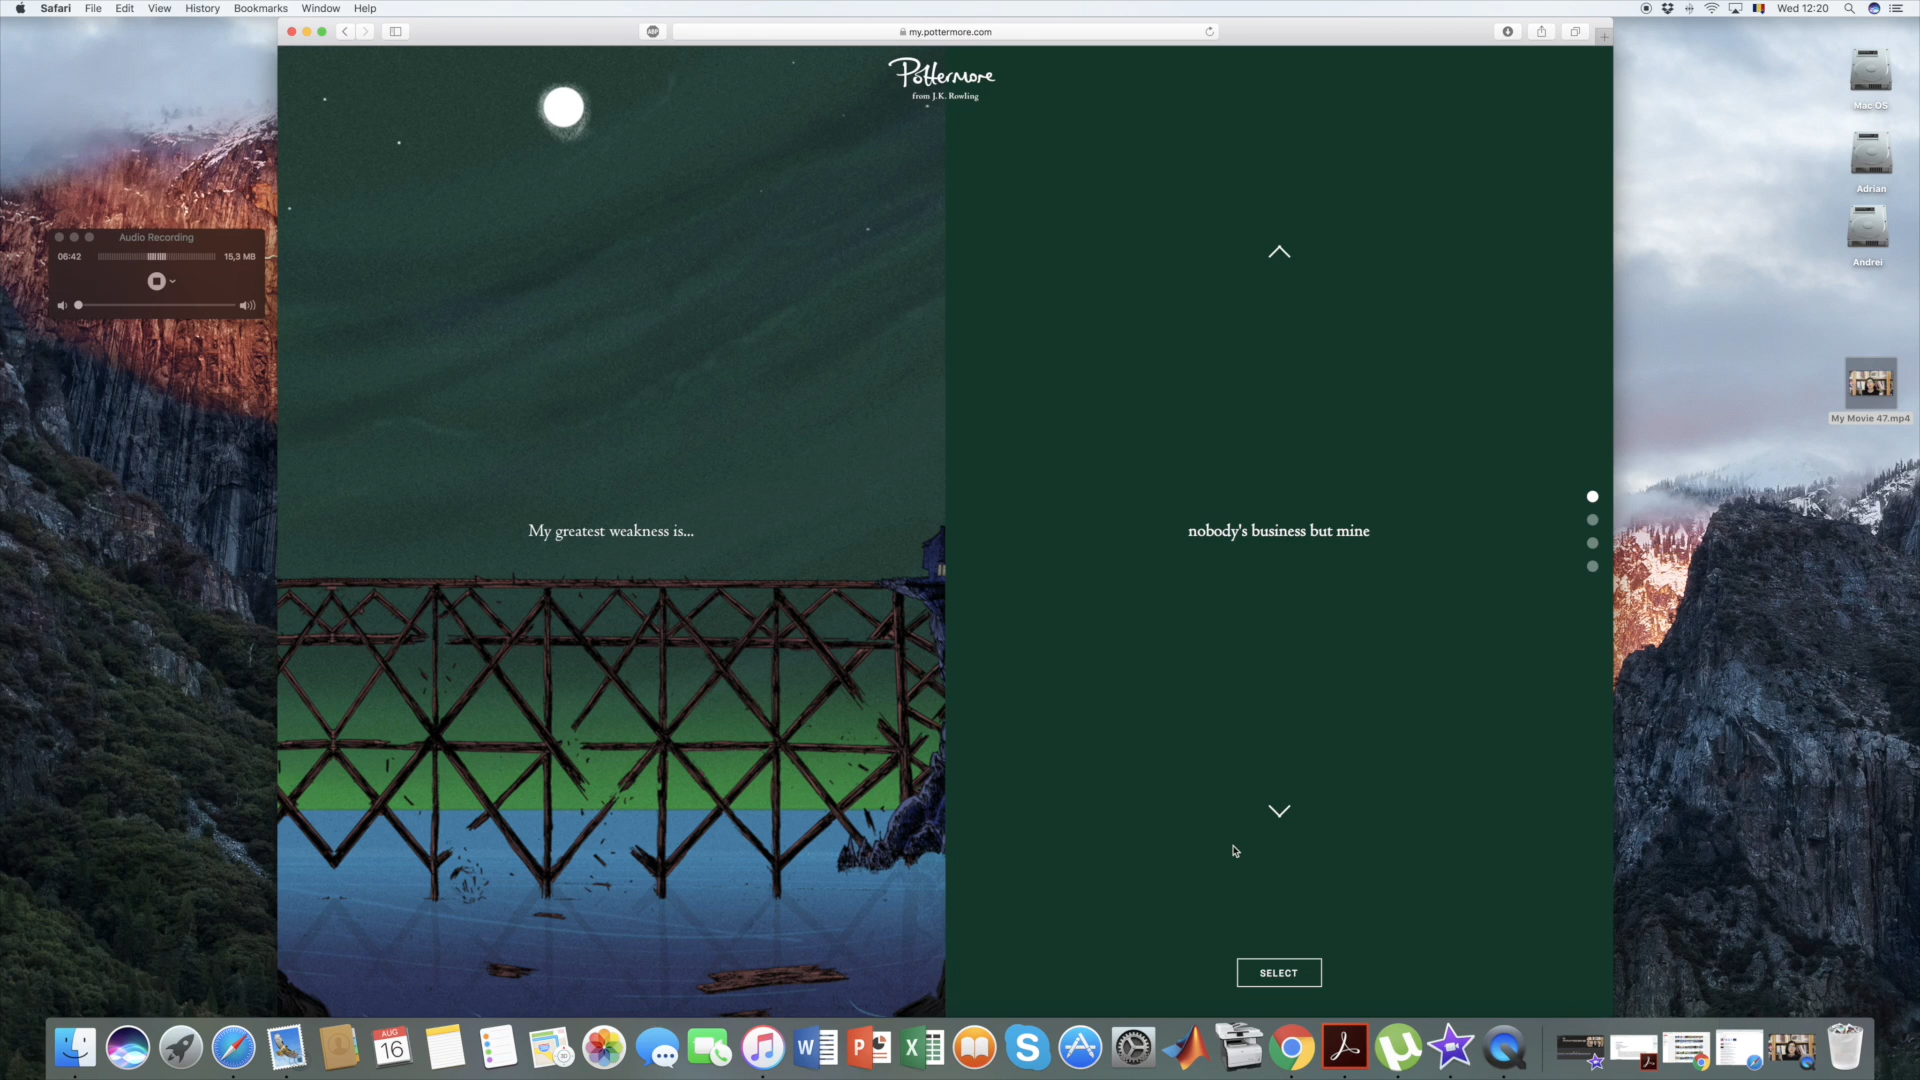 Safari File Edit View History Bookmarks Window Help
Wed 12:20
ABP
my.pottermore.com
Pottermore
from J.K. Rowling
Mac OS
Adrian
Audio Recording
06:42
15,3 MB
Andrei
My Movie 47.mp4
My greatest weakness is...
nobody's business but mine
SELECT
AUG
16